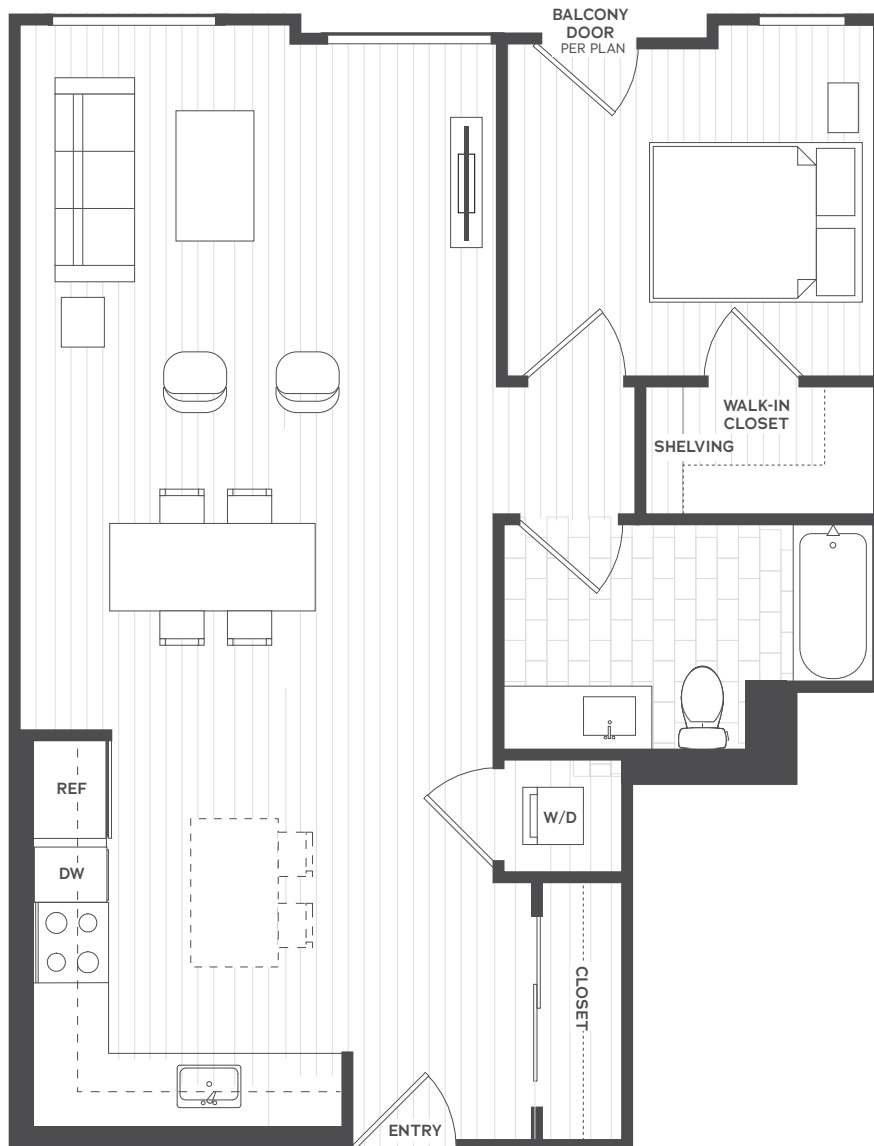 BALCONY
DOOR
PER PLAN
WALK-IN
CLOSET
SHELVING
REF
W/D
DW
CLOSET
ENTRY